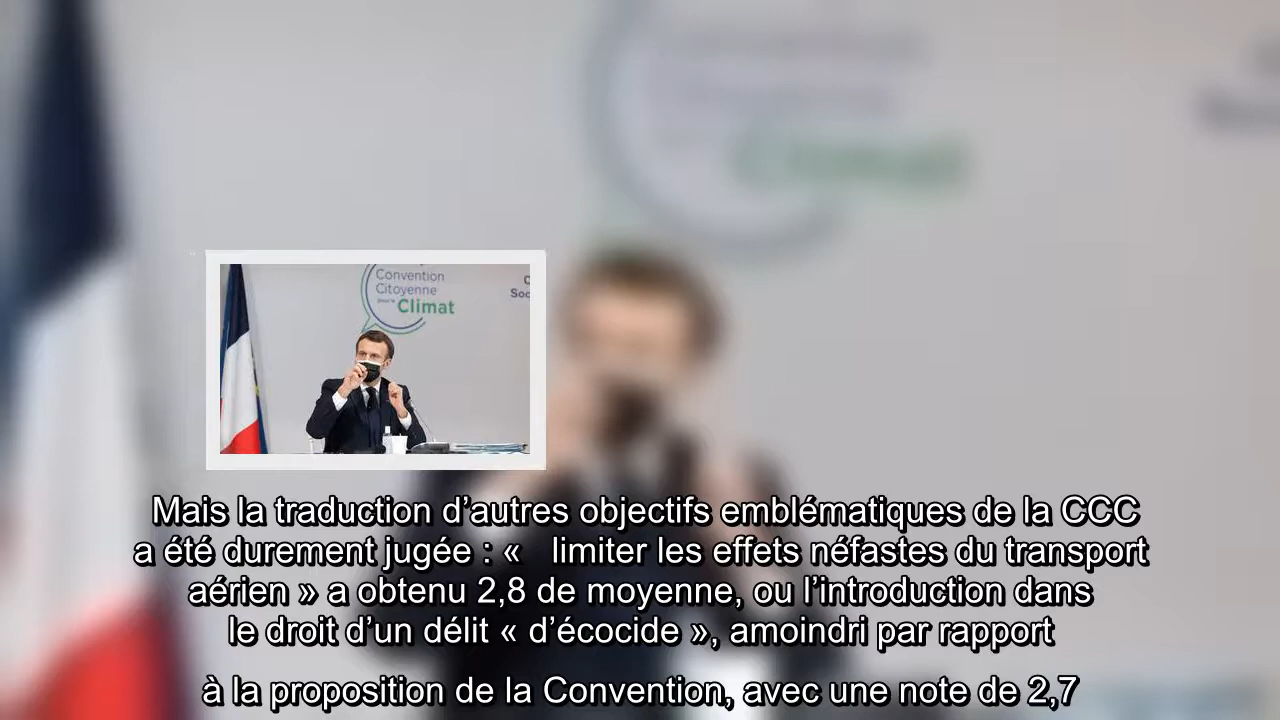 Convention
Citoyenne
pour le
Climat
Mais la traduction d’autres objectifs emblématiques de la CCC
a été durement jugée : « limiter les effets néfastes du transport
aérien » a obtenu 2,8 de moyenne, ou l’introduction dans
le droit d’un délit « d’écocide », amoindri par rapport
à la proposition de la Convention, avec une note de 2,7